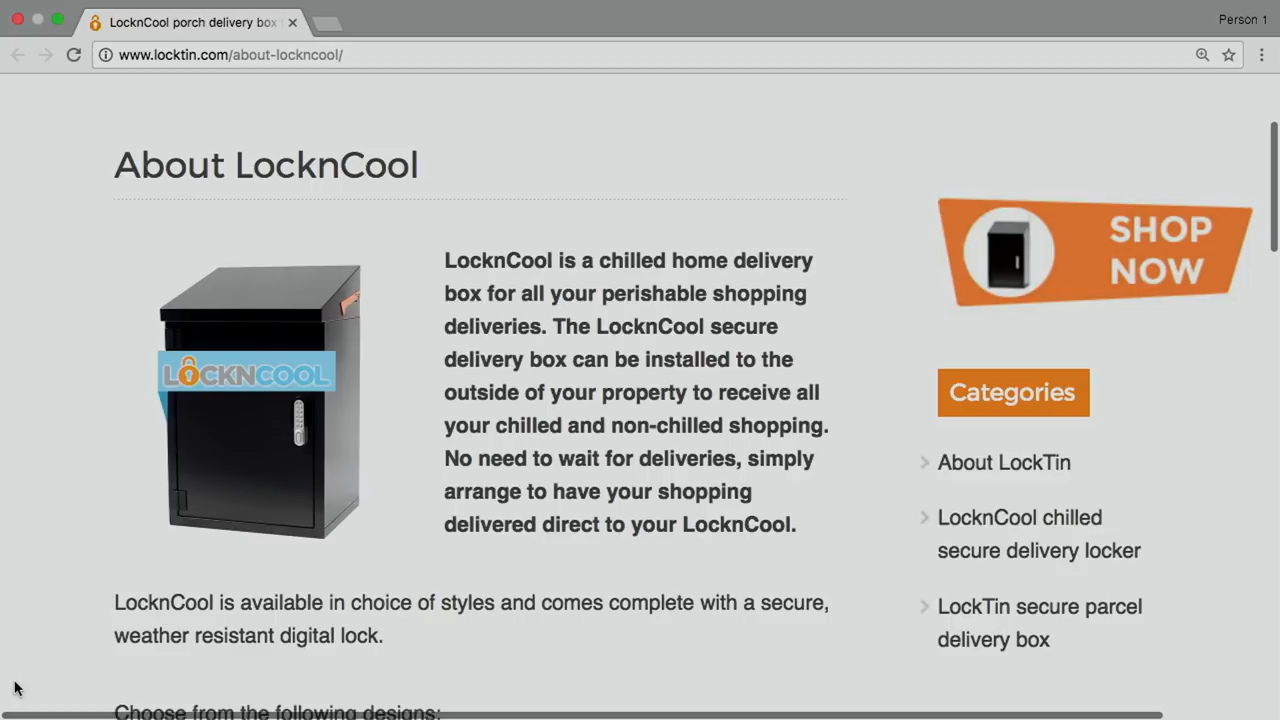 LocknCool porch delivery box
Person 1
www.locktin.com/about-lockncool/
About LocknCool
SHOP
NOW
LOCKNCOOL
LocknCool is a chilled home delivery
box for all your perishable shopping
deliveries. The LocknCool secure
delivery box can be installed to the
outside of your property to receive all
your chilled and non-chilled shopping.
No need to wait for deliveries, simply
arrange to have your shopping
delivered direct to your LocknCool.
LocknCool is available in choice of styles and comes complete with a secure,
weather resistant digital lock.
Choose from the following designs:
Categories
About LockTin
LocknCool chilled
secure delivery locker
LockTin secure parcel
delivery box